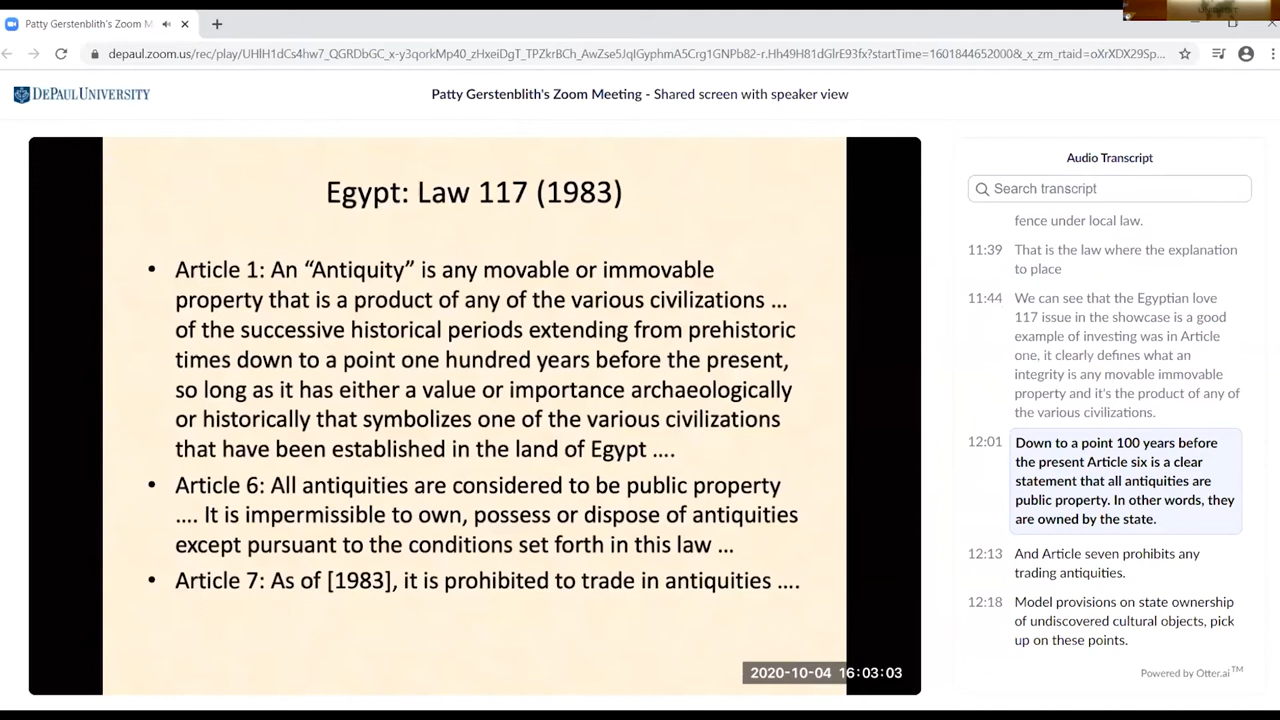 Patty Gerstenblith's Zoom M
depaul.zoom.us/rec/play/UHlH1dCs4hw7_QGRDbGC_x-y3qorkMp40_zHxeiDgT_TPZkrBCh_AwZse5JqIGyphmA5Crg1GNPb82-r.Hh49H81dGlrE93fx?startTime=1601844652000&_x_zm_rtaid=oXrXDX29Sp...
DEPAUL UNIVERSITY
Patty Gerstenblith's Zoom Meeting - Shared screen with speaker view
Egypt: Law 117 (1983)
• Article 1: An “Antiquity” is any movable or immovable
property that is a product of any of the various civilizations ...
of the successive historical periods extending from prehistoric
times down to a point one hundred years before the present,
so long as it has either a value or importance archaeologically
or historically that symbolizes one of the various civilizations
that have been established in the land of Egypt ....
• Article 6: All antiquities are considered to be public property
.... It is impermissible to own, possess or dispose of antiquities
except pursuant to the conditions set forth in this law ...
• Article 7: As of [1983], it is prohibited to trade in antiquities ....
2020-10-04 16:03:03
Audio Transcript
Search transcript
fence under local law.
11:39 That is the law where the explanation
to place
11:44 We can see that the Egyptian love
117 issue in the showcase is a good
example of investing was in Article
one, it clearly defines what an
integrity is any movable immovable
property and it's the product of any of
the various civilizations.
12:01 Down to a point 100 years before
the present Article six is a clear
statement that all antiquities are
public property. In other words, they
are owned by the state.
12:13 And Article seven prohibits any
trading antiquities.
12:18 Model provisions on state ownership
of undiscovered cultural objects, pick
up on these points.
Powered by Otter.ai™